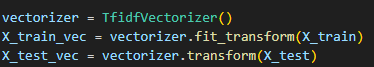 vectorizer = TfidfVectorizer()
X_train_vec = vectorizer.fit_transform(X_train)
X_test_vec = vectorizer.transform(X_test)